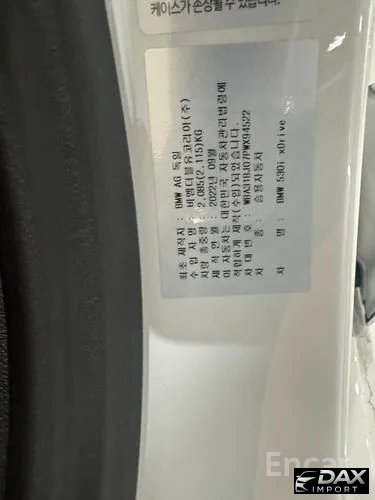 케이스가 손상될 수 있
최초 제작자 : BMW AG 독일
수 입 자 명 : 비엠더블유코리아(주)
차량 총중량 : 2,085(2,115)KG
제 작 연 월 : 2022년 09월
이 자동차는 대한민국 자동차관리법령에
적합하게 제작(수입)되었습니다.
차 대 번 호 : WBA31BJ07PWX94522
차 종 : 승용자동차
차 명 : BMW 530i xDrive
Encar
DAX
IMPORT